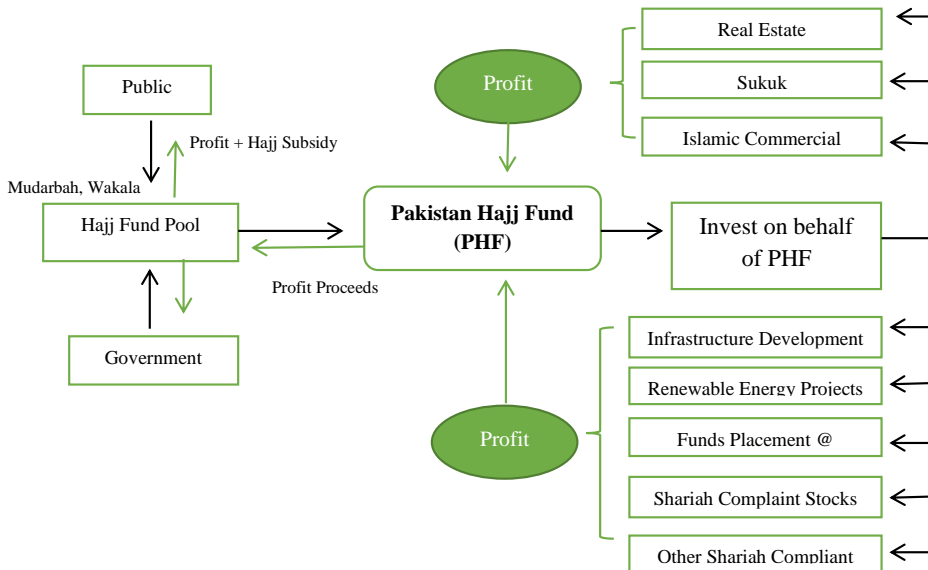 Real Estate
Public
Profit
Sukuk
Profit + Hajj Subsidy
Islamic Commercial
Mudarbah, Wakala
Hajj Fund Pool
Pakistan Hajj Fund
(PHF)
Invest on behalf
of PHF
Profit Proceeds
Government
Infrastructure Development
Renewable Energy Projects
Profit
Funds Placement @
Shariah Complaint Stocks
Other Shariah Compliant